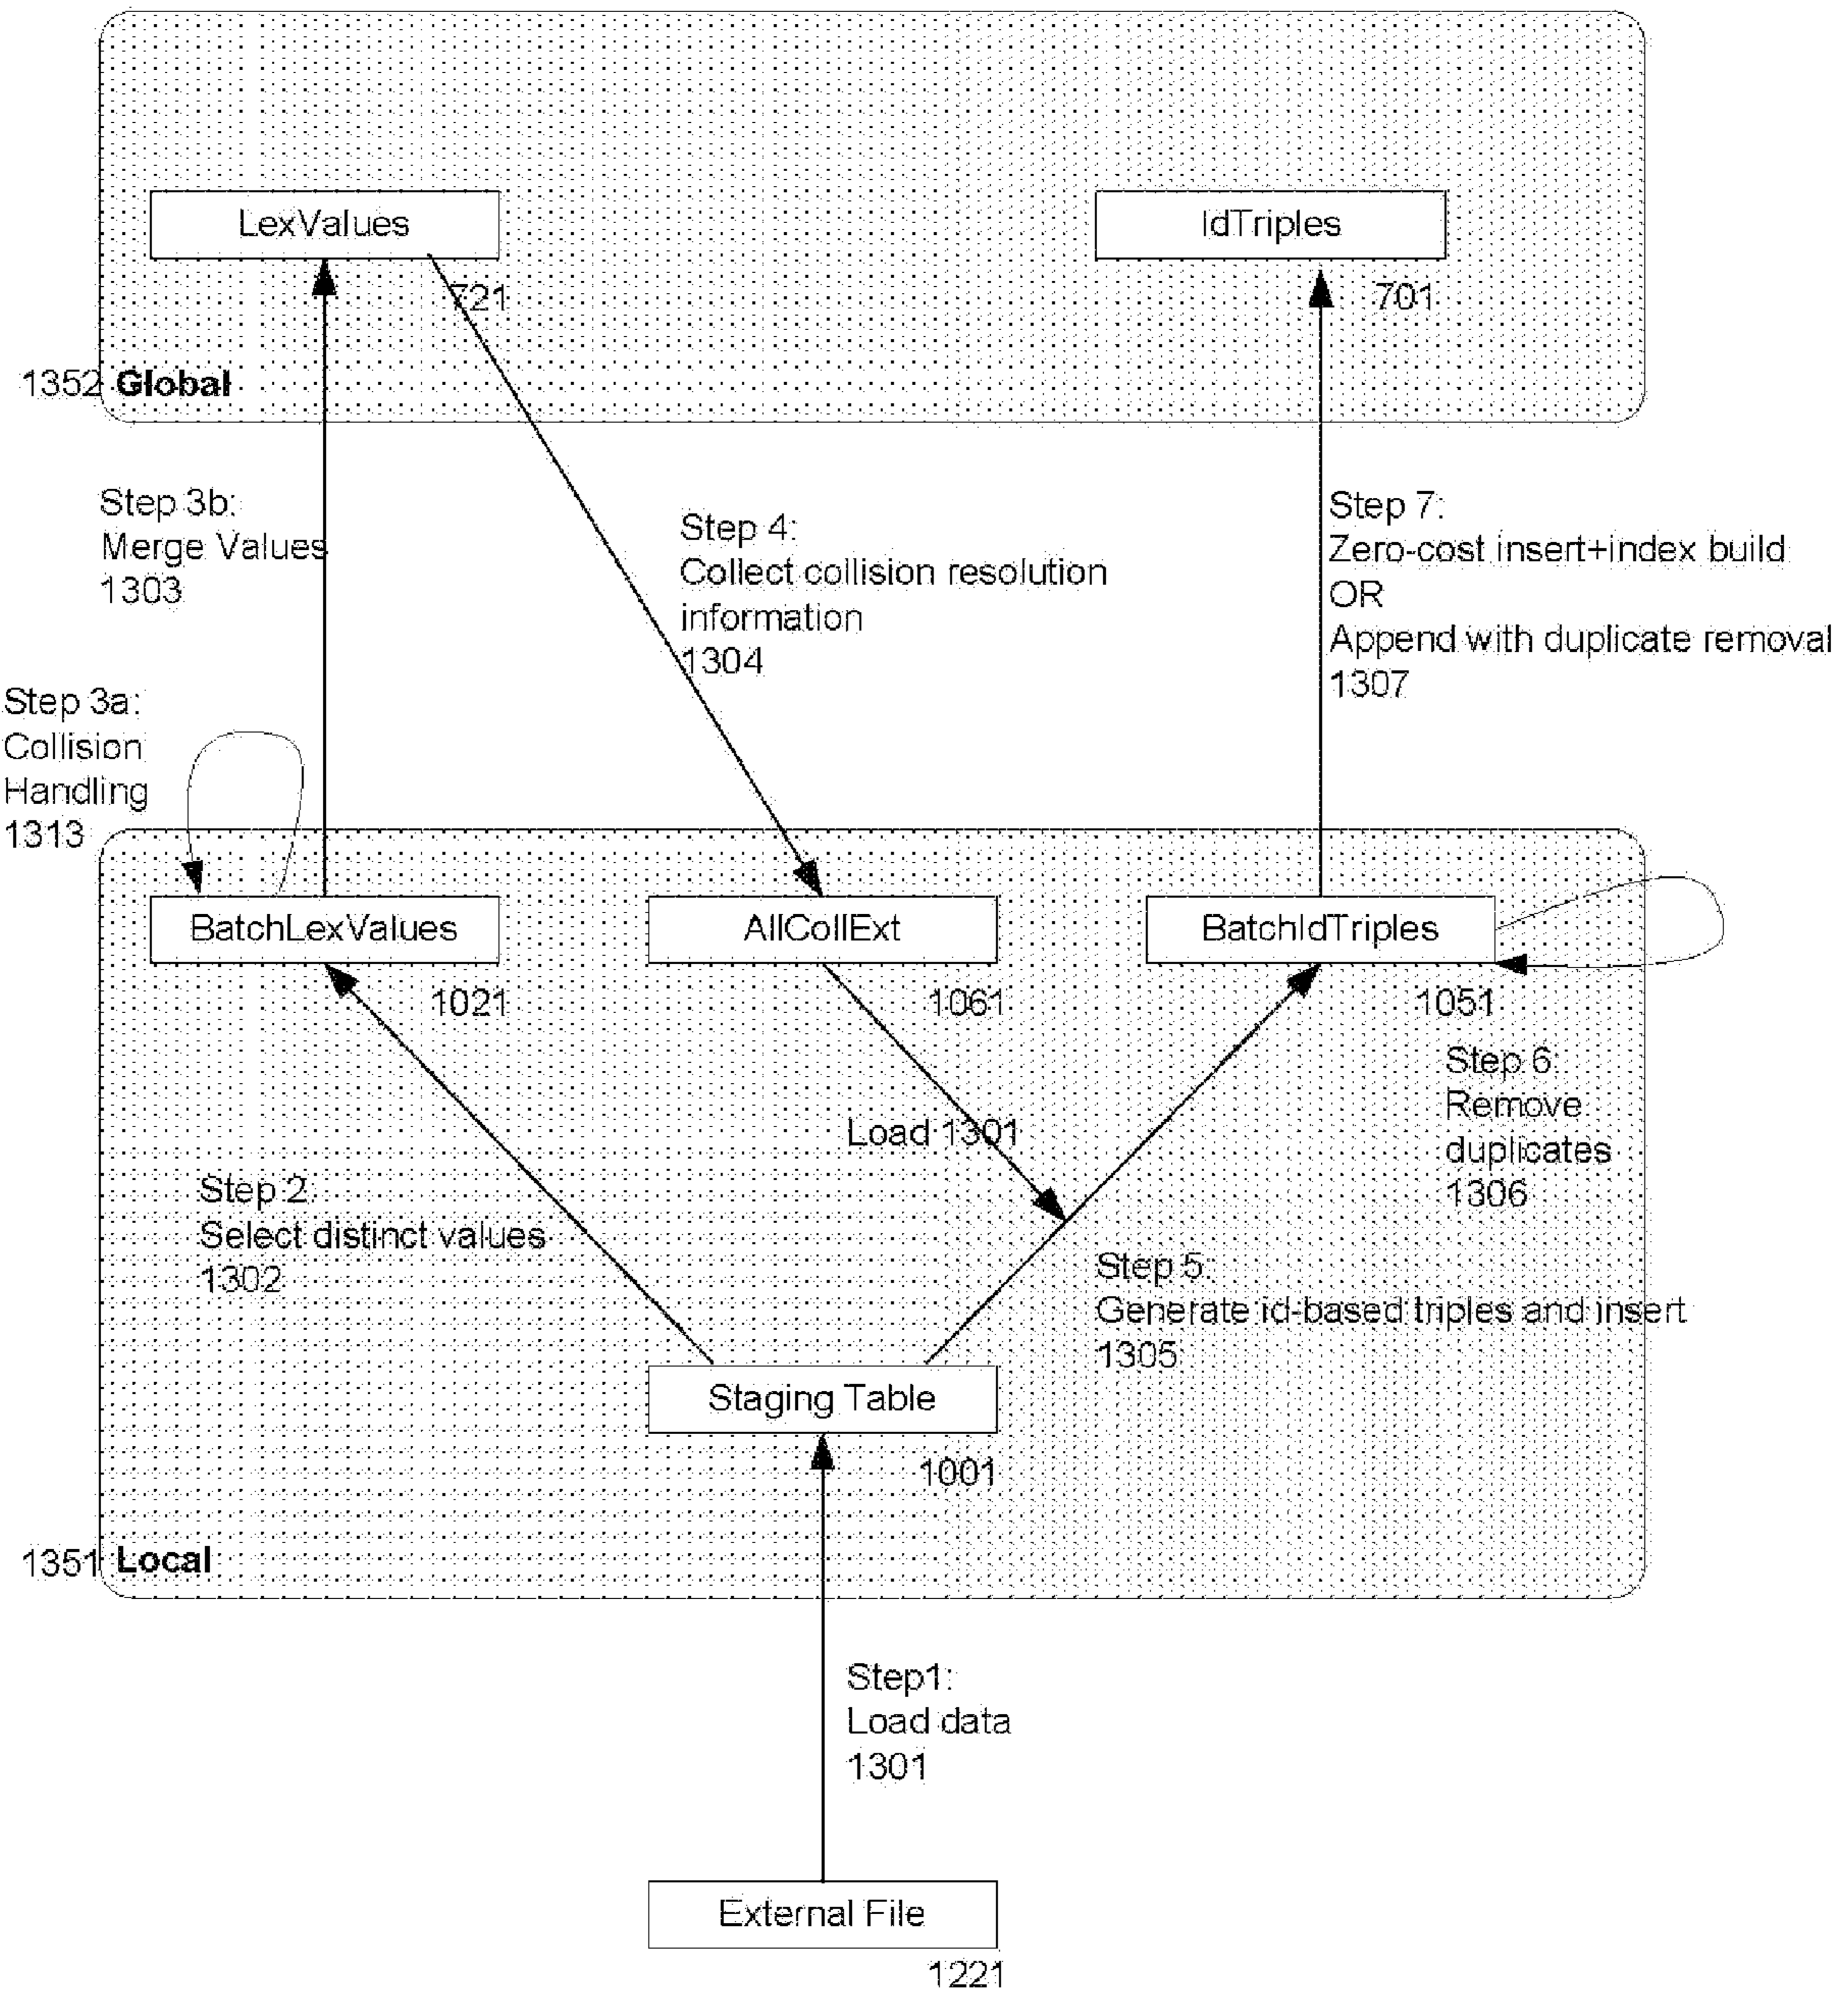 LexValues
721
IdTriples
701
1352 Global
Step 3b:
Merge Values
1303
Step 4:
Collect collision resolution
information
1304
Step 7:
Zero-cost insert+index build
OR
Append with duplicate removal
1307
Step 3a:
Collision
Handling
1313
BatchLexValues
1021
AllCollExt
1061
BatchIdTriples
1051
Step 6:
Remove
duplicates
1306
Load 1301
Step 2:
Select distinct values
1302
Step 5:
Generate id-based triples and insert
1305
Staging Table
1001
1351 Local
Step1:
Load data
1301
External File
1221